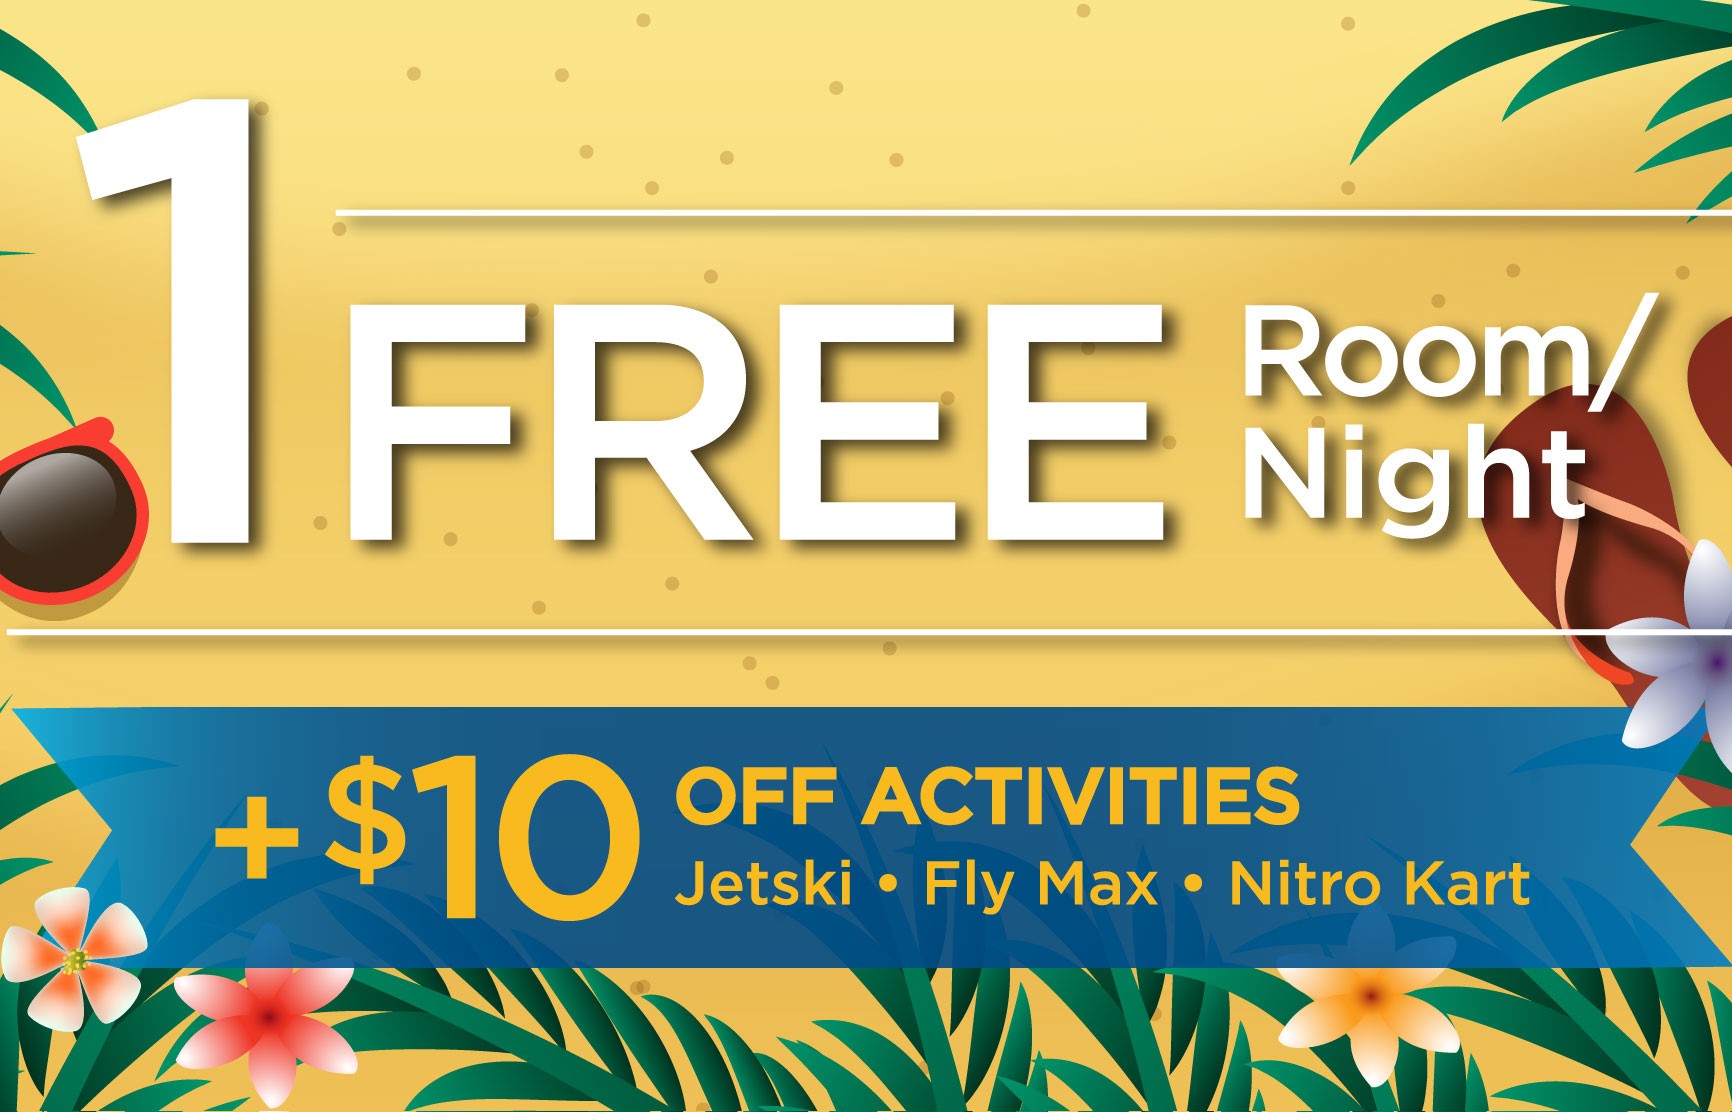 1 FREE Room/
Night
+ $10 OFF ACTIVITIES
Jetski • Fly Max • Nitro Kart